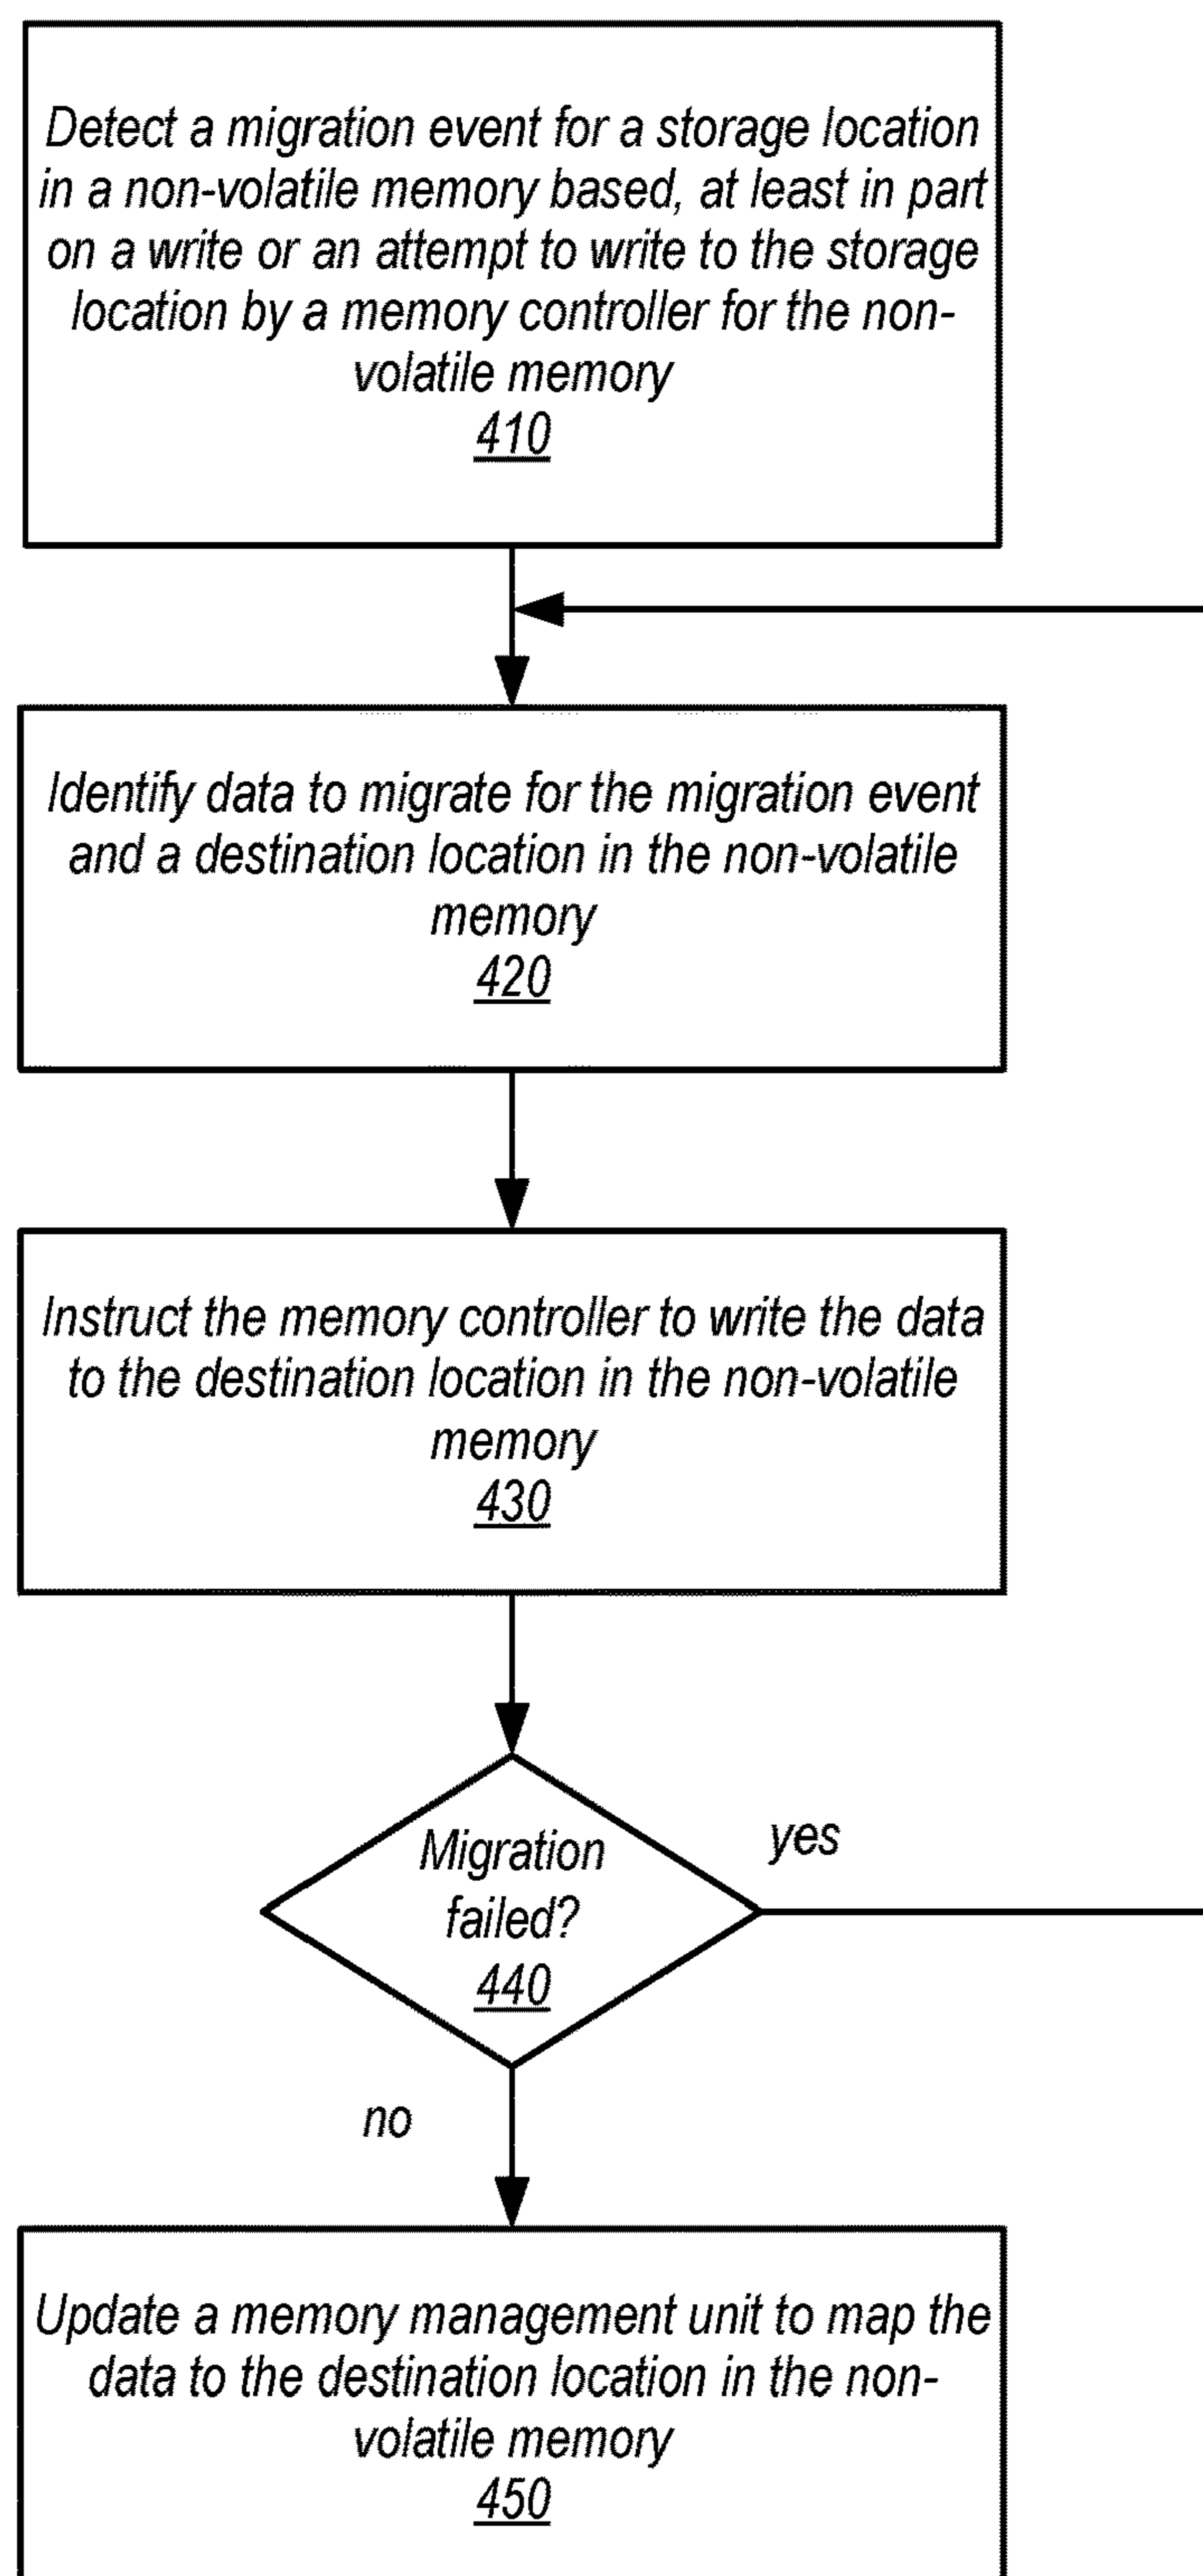 Detect a migration event for a storage location
in a non-volatile memory based, at least in part
on a write or an attempt to write to the storage
location by a memory controller for the non-
volatile memory
410
Identify data to migrate for the migration event
and a destination location in the non-volatile
memory
420
Instruct the memory controller to write the data
to the destination location in the non-volatile
memory
430
Migration
failed?
440
yes
no
Update a memory management unit to map the
data to the destination location in the non-
volatile memory
450